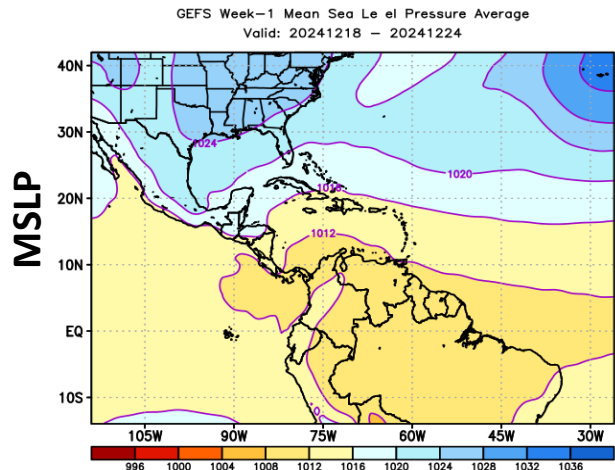 GEFS Week-1 Mean Sea Le el Pressure Average
Valid: 20241218 - 20241224
MSLP
40N
30N
20N
10N
EQ
10S
1024
1020
1016
1012
105W 90W 75W 60W 45W 30W
996 1000 1004 1008 1012 1016 1020 1024 1028 1032 1036